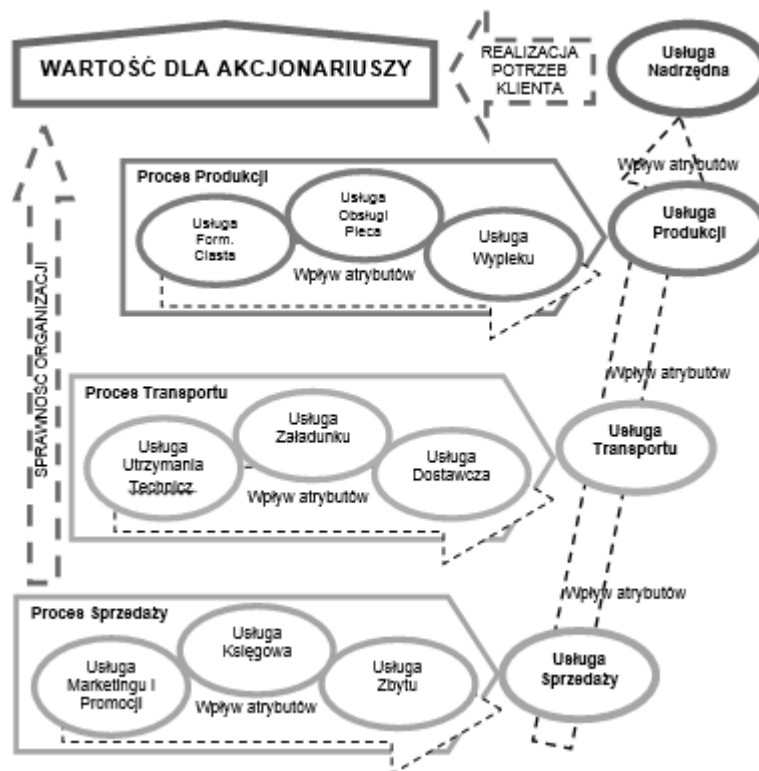 WARTOŚĆ DLA AKCJONARIUSZY
REALIZACJA
POTRZEB
KLIENTA
Usługa
Nadrzędna
Wpływ atrybutów
Proces Produkcji
Usługa
Form.
Ciasta
Usługa
Obsługi
Pieca
Usługa
Wypieku
Wpływ atrybutów
Usługa
Produkcji
SPRAWNOŚĆ ORGANIZACJI
Wpływ atrybutów
Proces Transportu
Usługa
Utrzymania
Technicz.
Usługa
Załadunku
Usługa
Dostawcza
Wpływ atrybutów
Usługa
Transportu
Wpływ atrybutów
Proces Sprzedaży
Usługa
Marketingu i
Promocji
Usługa
Księgowa
Usługa
Zbytu
Wpływ atrybutów
Usługa
Sprzedaży